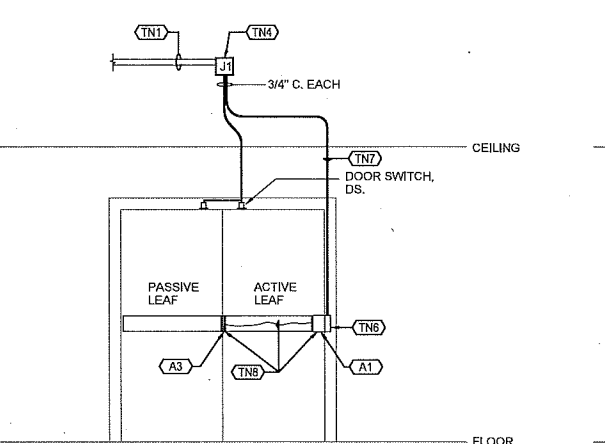 TN1
TN4
J1
3/4" C. EACH
CEILING
TN7
DOOR SWITCH,
DS.
PASSIVE
LEAF
ACTIVE
LEAF
TN6
A3
TN8
A1
FLOOR